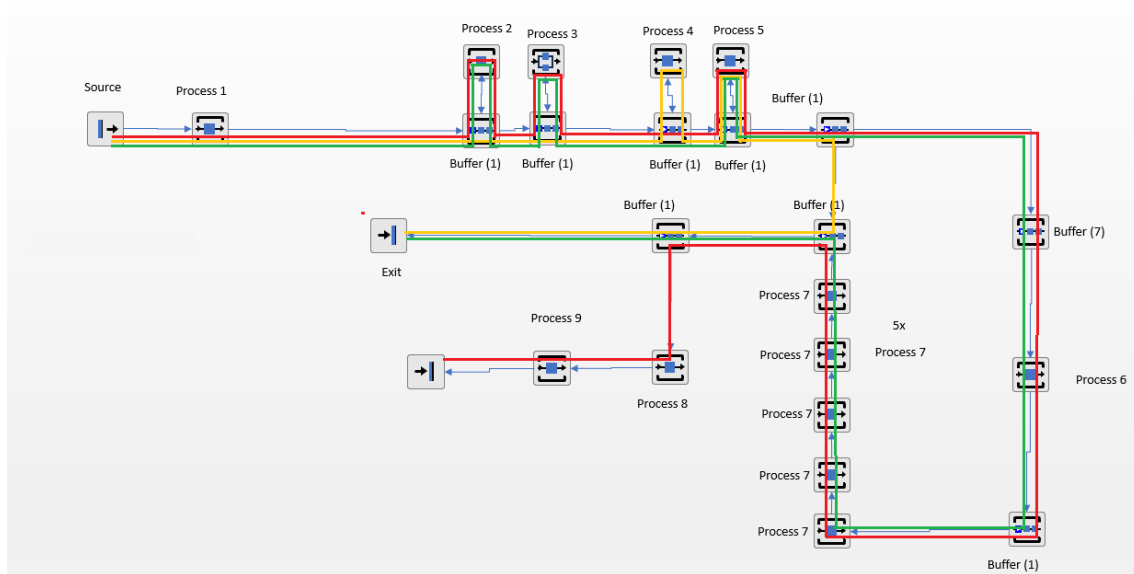 Process 2
Process 3
Process 4
Process 5
Source
Process 1
Buffer (1)
Buffer (1)
Buffer (1)
Buffer (1)
Buffer (1)
Buffer (1)
Buffer (1)
Buffer (7)
Exit
Process 7
Process 9
5x
Process 7
Process 7
Process 6
Process 8
Process 7
Process 7
Process 7
Buffer (1)